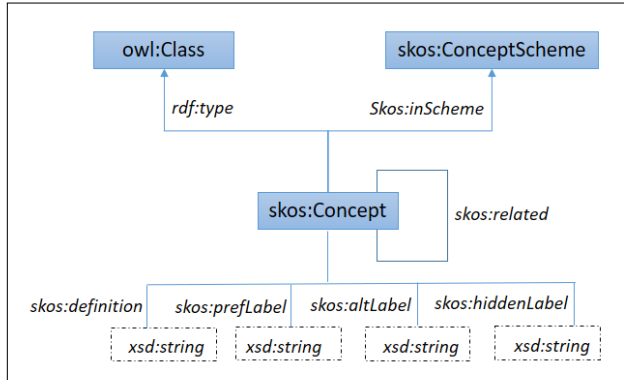 owl:Class
skos:ConceptScheme
rdf:type
Skos:inScheme
skos:Concept
skos:related
skos:definition
skos:prefLabel
skos:altLabel
skos:hiddenLabel
xsd:string
xsd:string
xsd:string
xsd:string